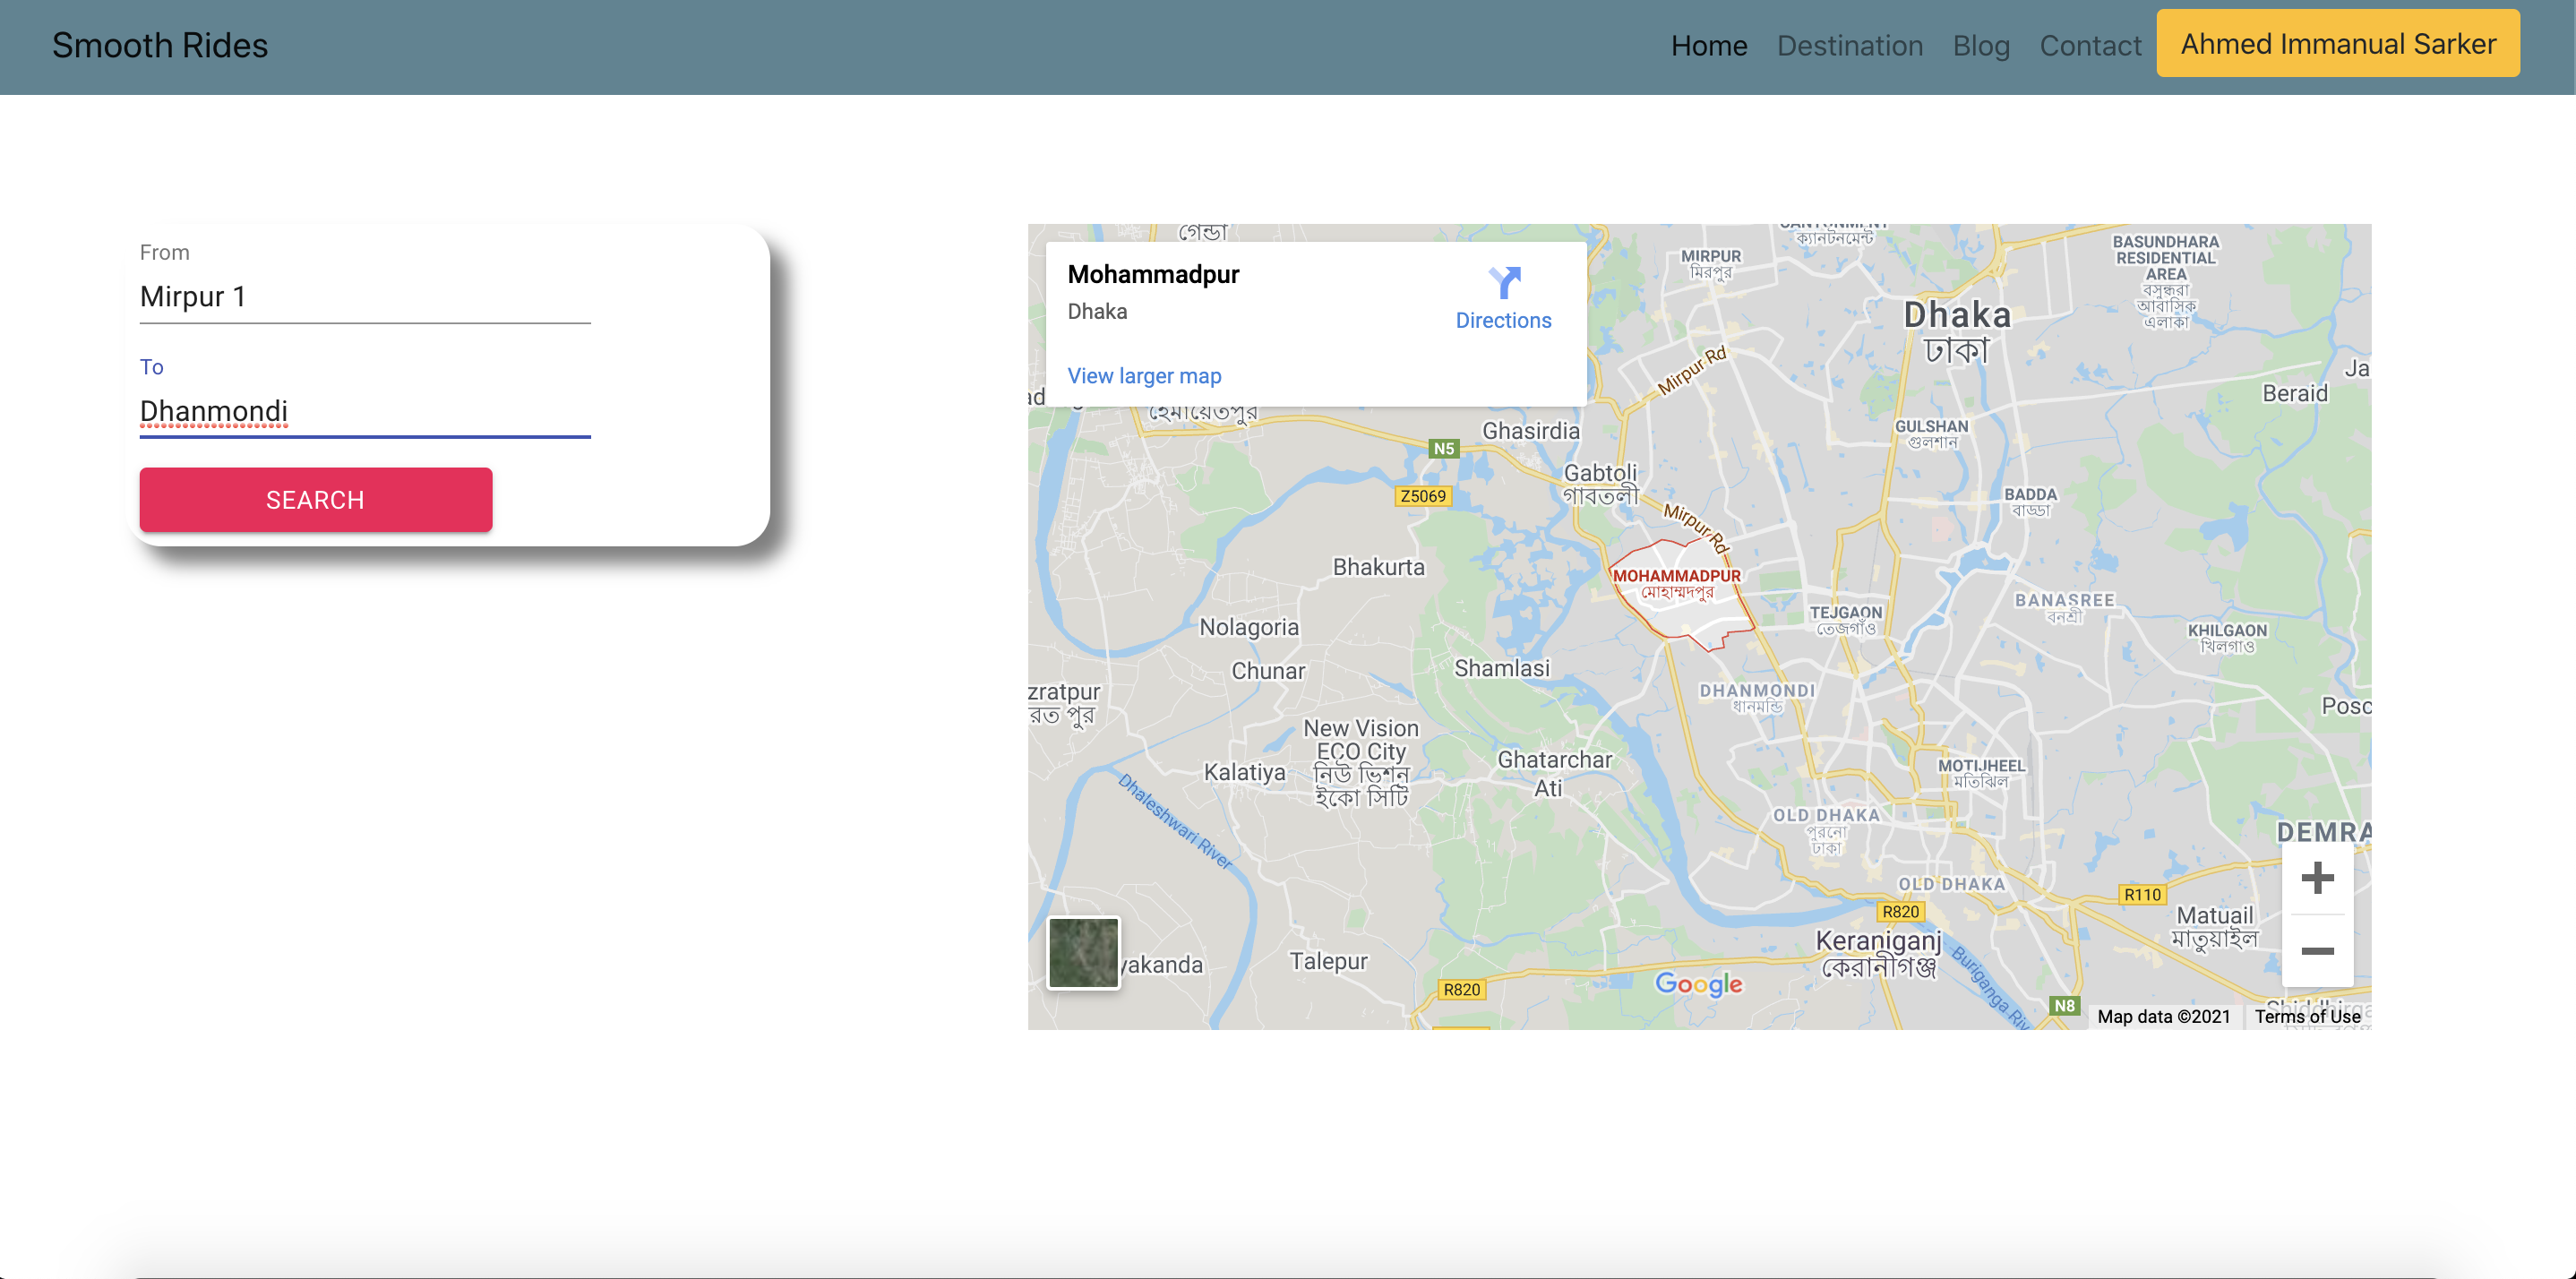 Smooth Rides
Home Destination Blog Contact Ahmed Immanual Sarker
From
Mirpur 1
To
Dhanmondi
SEARCH
Mohammadpur
Dhaka
Directions
View larger map
গেন্ডা
হেমায়েতপুর
MIRPUR
মিরপুর
ক্যানটনমেন্ট
BASUNDHARA
RESIDENTIAL
AREA
বসুন্ধরা
আবাসিক
এলাকা
Dhaka
ঢাকা
Mirpur Rd
Beraid
Ghasirdia
N5
GULSHAN
গুলশান
Gabtoli
গাবতলী
Z5069
BADDA
বাড্ডা
Mirpur Rd
Bhakurta
MOHAMMADPUR
মোহাম্মদপুর
BANASREE
বনশ্রী
TEJGAON
তেজগাঁও
Nolagoria
KHILGAON
খিলগাও
Chunar
Shamlasi
zratpur
রত পুর
DHANMONDI
ধানমন্ডি
Posc
New Vision
ECO City
নিউ ভিশন
ইকো সিটি
Kalatiya
Ghatarchar
Ati
MOTIJHEEL
মতিঝিল
Dhaleshwari River
OLD DHAKA
পুরনো
ঢাকা
DEMRA
OLD DHAKA
R110
R820
Matuail
মাতুয়াইল
Keraniganj
কেরানীগঞ্জ
Buriganga Riv
yakanda
Talepur
R820
Google
N8
Map data ©2021
Terms of Use